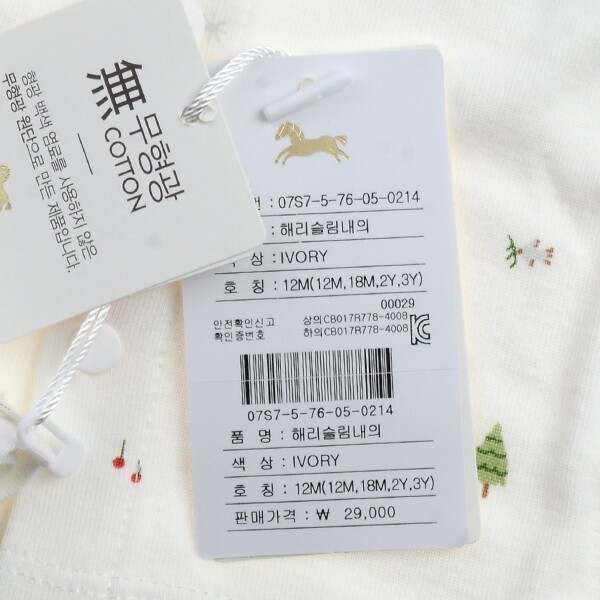 無 무형광
COTTON
형광 백색 염료를 사용하지 않은
무형광 원단으로 만든 제품입니다.
: 07S7-5-76-05-0214
: 해리슬림내의
색 상 : IVORY
호 칭 : 12M(12M,18M,2Y,3Y)
00029
안전확인신고 상의CB017R778-4008
확인증번호 하의CB017R778-4008
07S7-5-76-05-0214
품 명 : 해리슬림내의
색 상 : IVORY
호 칭 : 12M(12M,18M,2Y,3Y)
판매가격 : ₩ 29,000